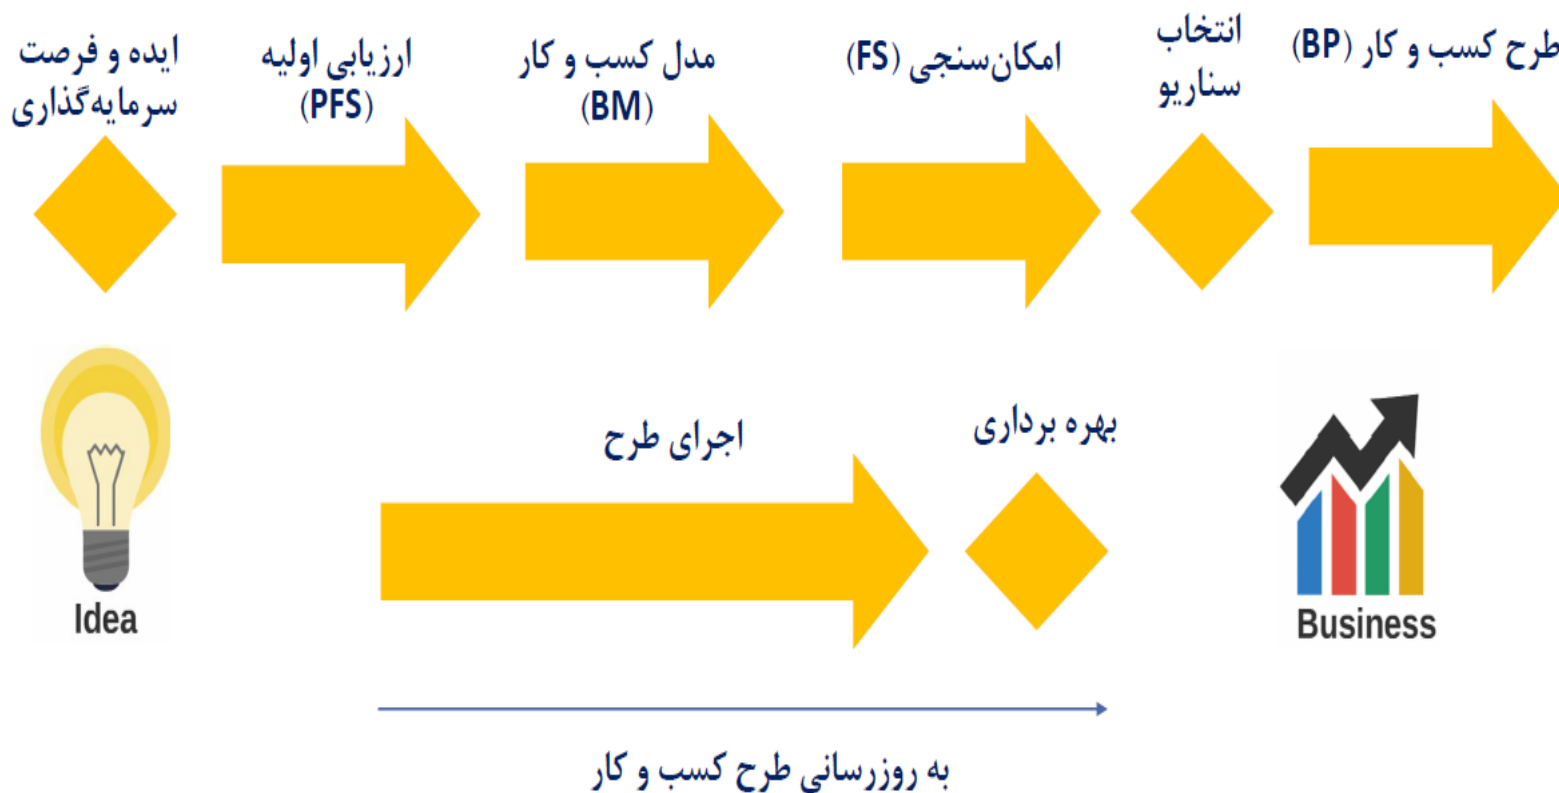 ایده و فرصت
سرمایه‌گذاری
ارزیابی اولیه
(PFS)
مدل کسب و کار
(BM)
امکان‌سنجی (FS)
انتخاب
سناریو
طرح کسب و کار (BP)
اجرای طرح
بهره برداری
Idea
Business
به روزرسانی طرح کسب و کار